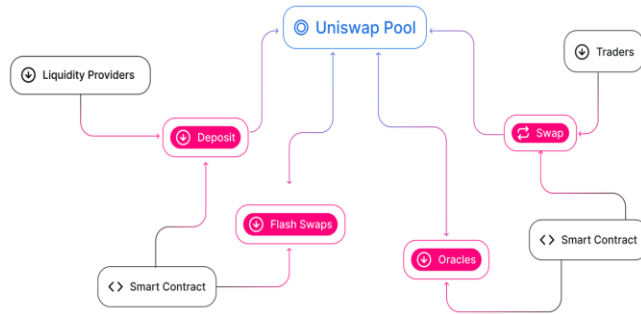 Uniswap Pool
Traders
Liquidity Providers
Deposit
Swap
Flash Swaps
Smart Contract
Oracles
Smart Contract